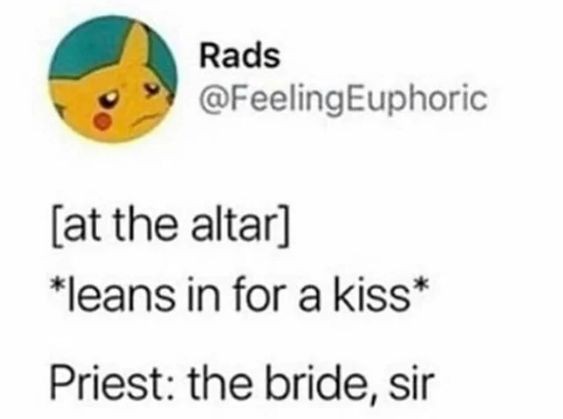 Rads
@FeelingEuphoric
[at the altar]
*leans in for a kiss*
Priest: the bride, sir